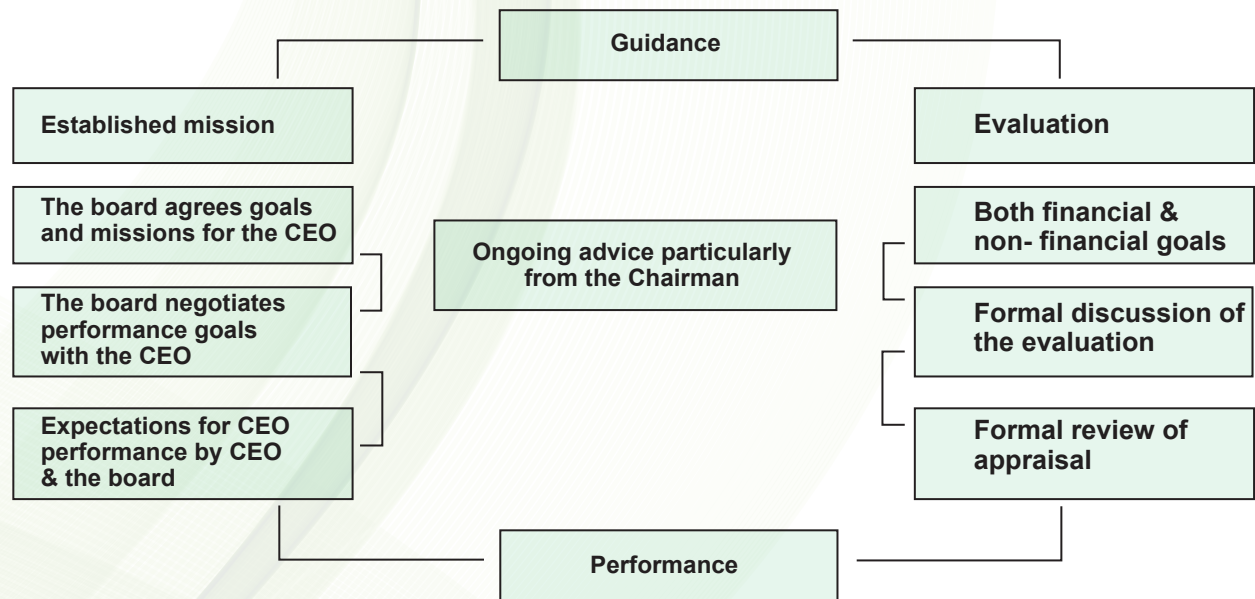 Guidance
Established mission
The board agrees goals
and missions for the CEO
The board negotiates
performance goals
with the CEO
Expectations for CEO
performance by CEO
& the board
Ongoing advice particularly
from the Chairman
Evaluation
Both financial &
non- financial goals
Formal discussion of
the evaluation
Formal review of
appraisal
Performance